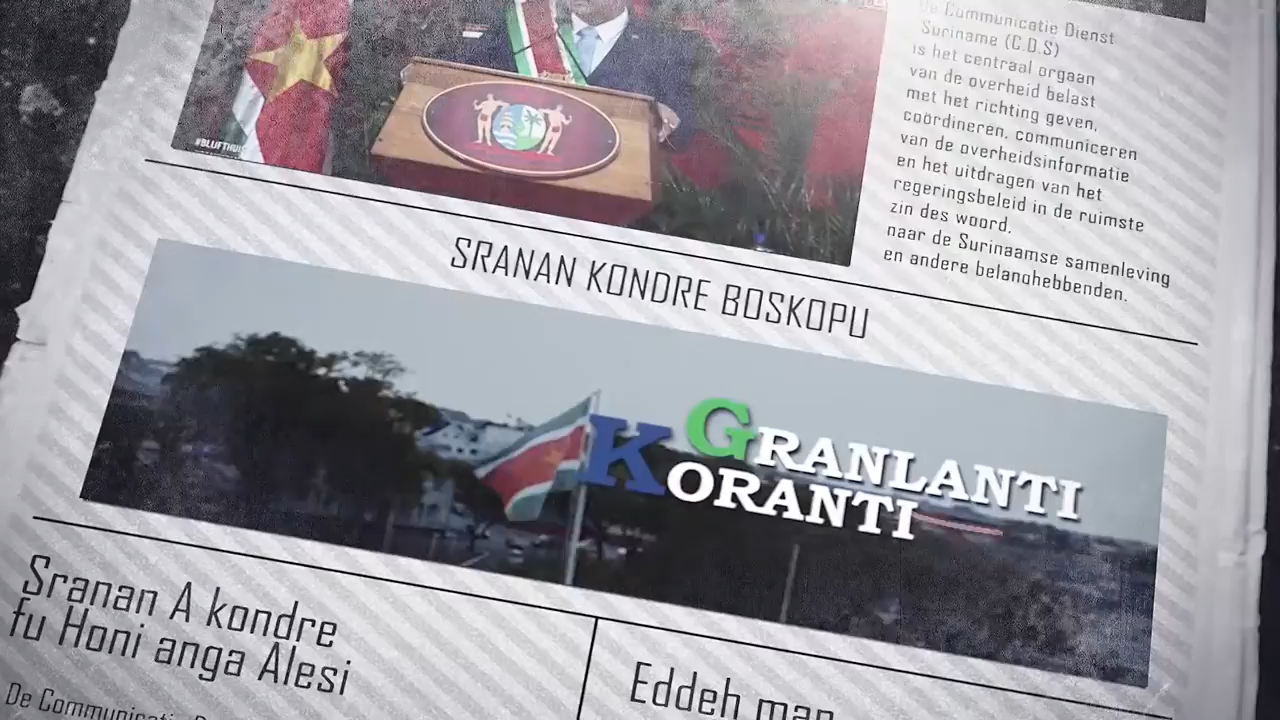 De Communicatie Dienst
Suriname (C.D.S)
is het centraal orgaan
van de overheid belast
met het richting geven,
coördineren, communiceren
van de overheidsinformatie
en het uitdragen van het
regeringsbeleid in de ruimste
zin des woord.
naar de Surinaamse samenleving
en andere belanghebbenden.
SRANAN KONDRE BOSKOPU
GRANLANTI
KORANTI
Sranan A kondre
fu Honi anga Alesi
De
Eddeh man